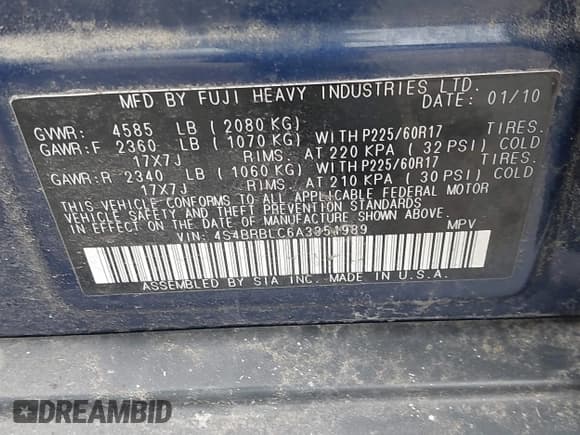 MFD BY FUJI HEAVY INDUSTRIES LTD.
DATE: 01/10
GVWR: 4585 LB ( 2080 KG)
GAWR:F 2360 LB ( 1070 KG) WITH P225/60R17 TIRES.
17X7J RIMS. AT 220 KPA ( 32 PSI) COLD
GAWR:R 2340 LB ( 1060 KG) WITH P225/60R17 TIRES.
17X7J RIMS. AT 210 KPA ( 30 PSI) COLD
THIS VEHICLE CONFORMS TO ALL APPLICABLE FEDERAL MOTOR
VEHICLE SAFETY AND THEFT PREVENTION STANDARDS
IN EFFECT ON THE DATE OF MANUFACTURE SHOWN ABOVE.
VIN: 4S4BRBLC6A3351989 MPV
ASSEMBLED BY SIA INC. MADE IN U.S.A.
DREAMBID